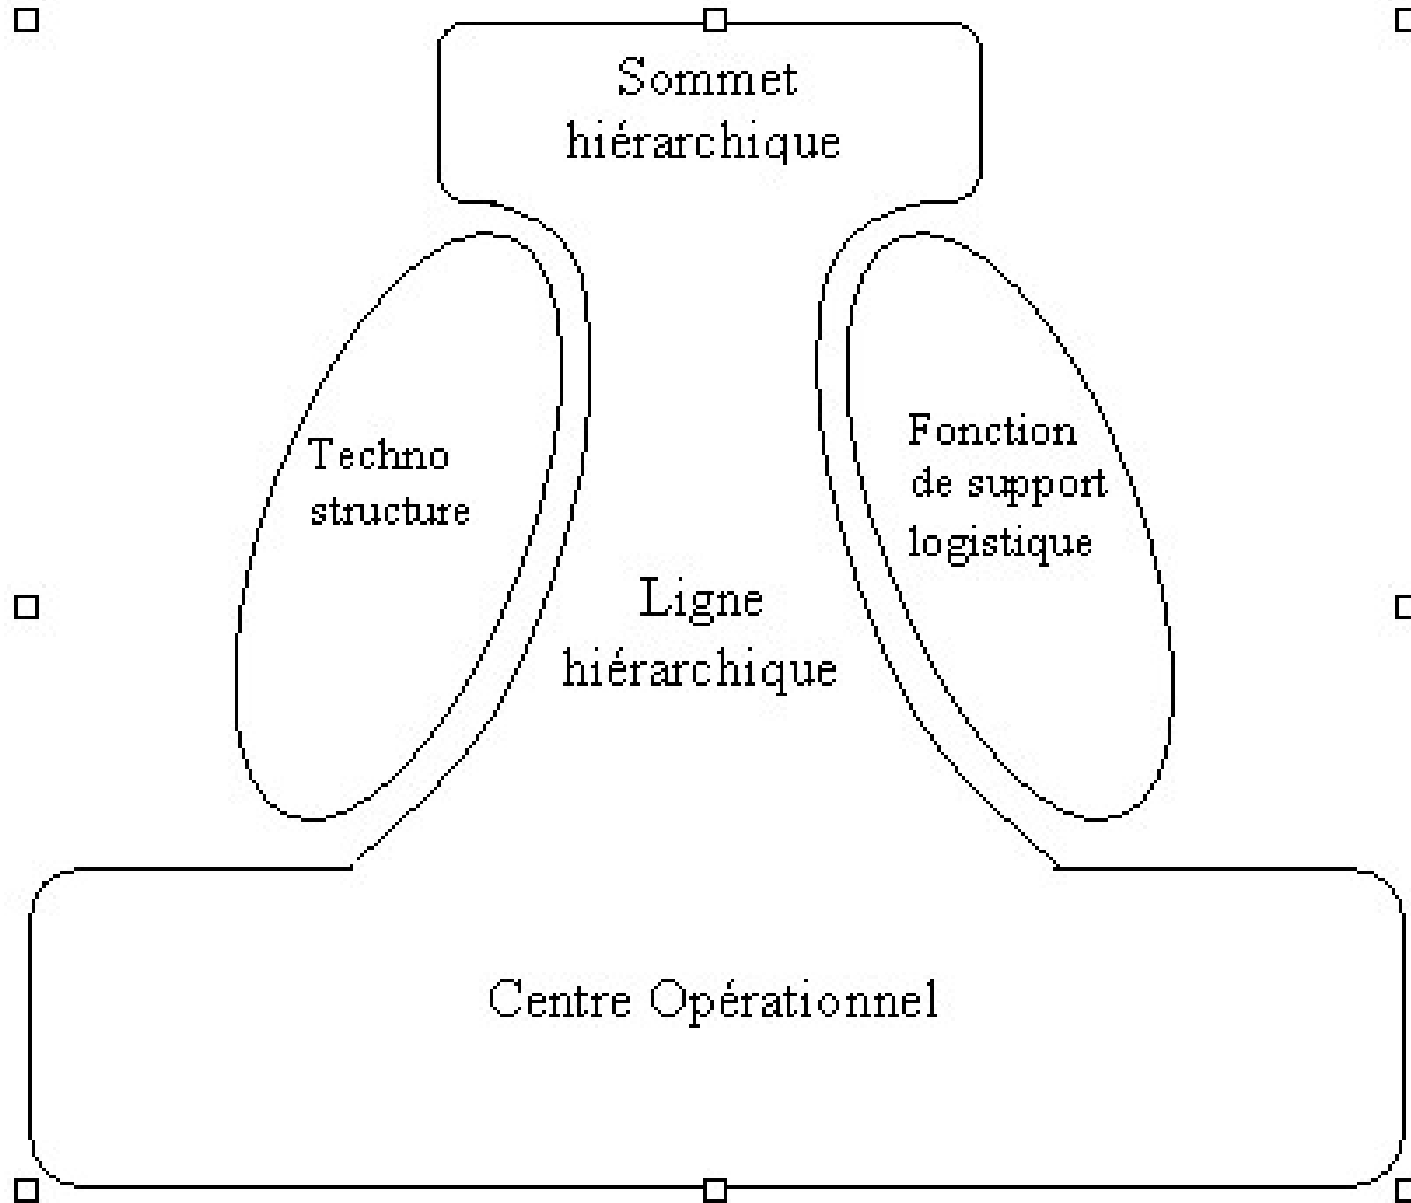 Sommet
hiérarchique
Techno
structure
Fonction
de support
logistique
Ligne
hiérarchique
Centre Opérationnel